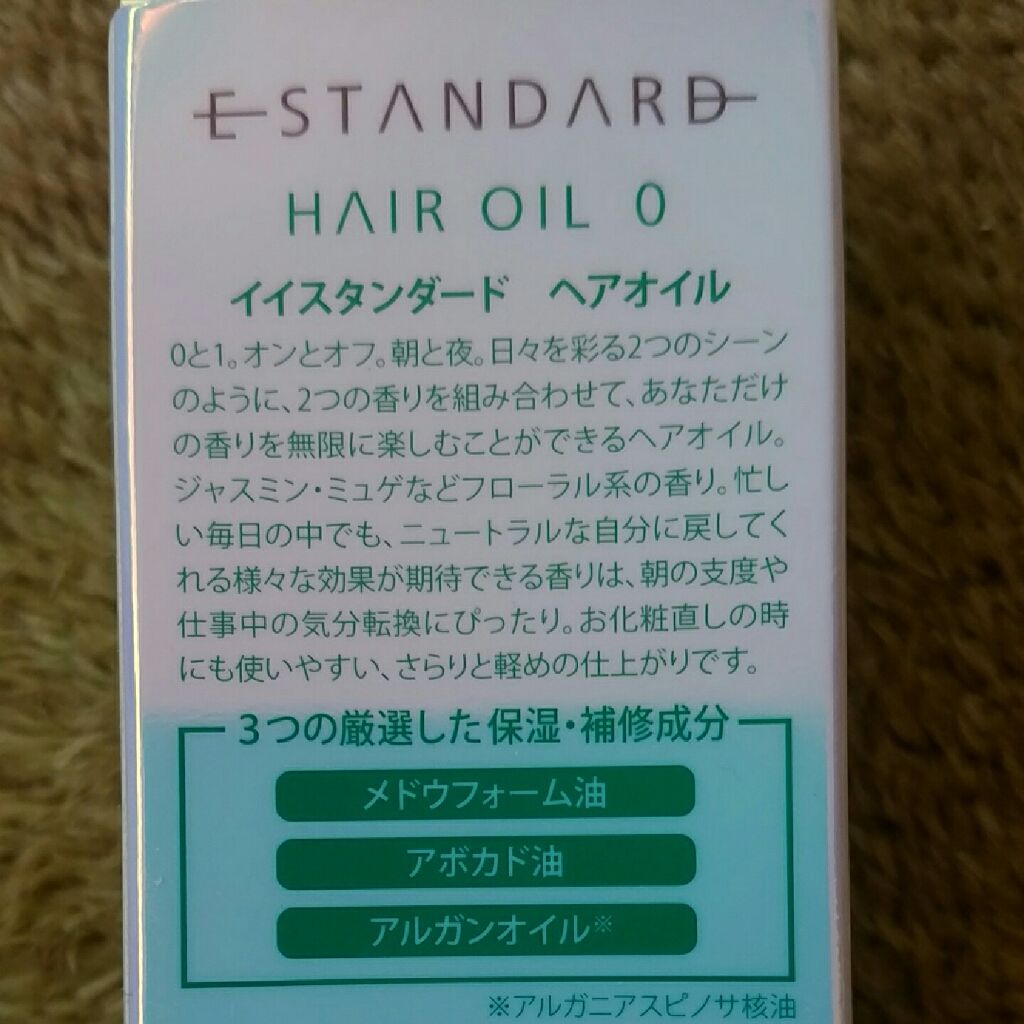 E STANDARD
HAIR OIL 0
イイスタンダード ヘアオイル
0と1。オンとオフ。朝と夜。日々を彩る2つのシーン
のように、2つの香りを組み合わせて、あなただけ
の香りを無限に楽しむことができるヘアオイル。
ジャスミン・ミュゲなどフローラル系の香り。忙し
い毎日の中でも、ニュートラルな自分に戻してく
れる様々な効果が期待できる香りは、朝の支度や
仕事中の気分転換にぴったり。お化粧直しの時
にも使いやすい、さらりと軽めの仕上がりです。
3つの厳選した保湿・補修成分
メドウフォーム油
アボカド油
アルガンオイル※
※アルガニアスピノサ核油